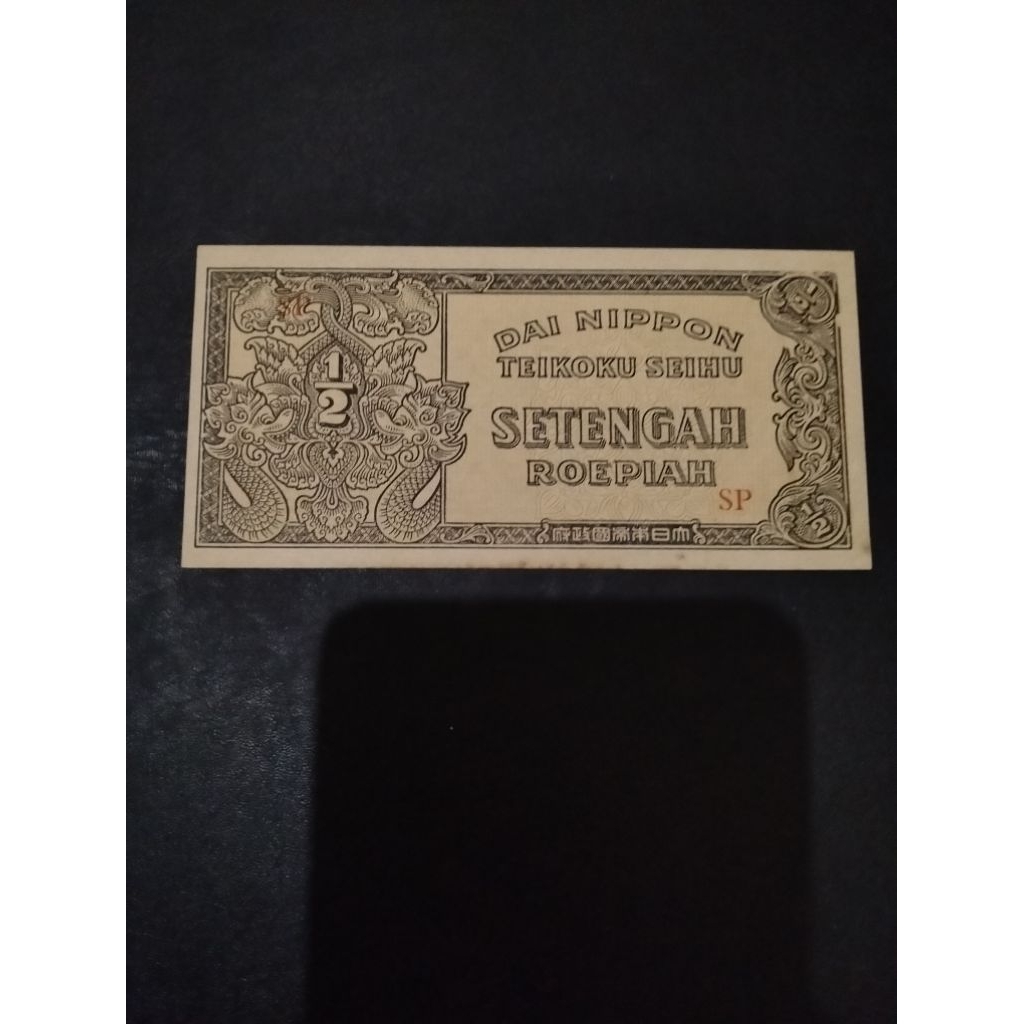 SP
1/2
1/2
DAI NIPPON
TEIKOKU SEIHU
SETENGAH
ROEPIAH
SP
1/2
大日本帝國政府